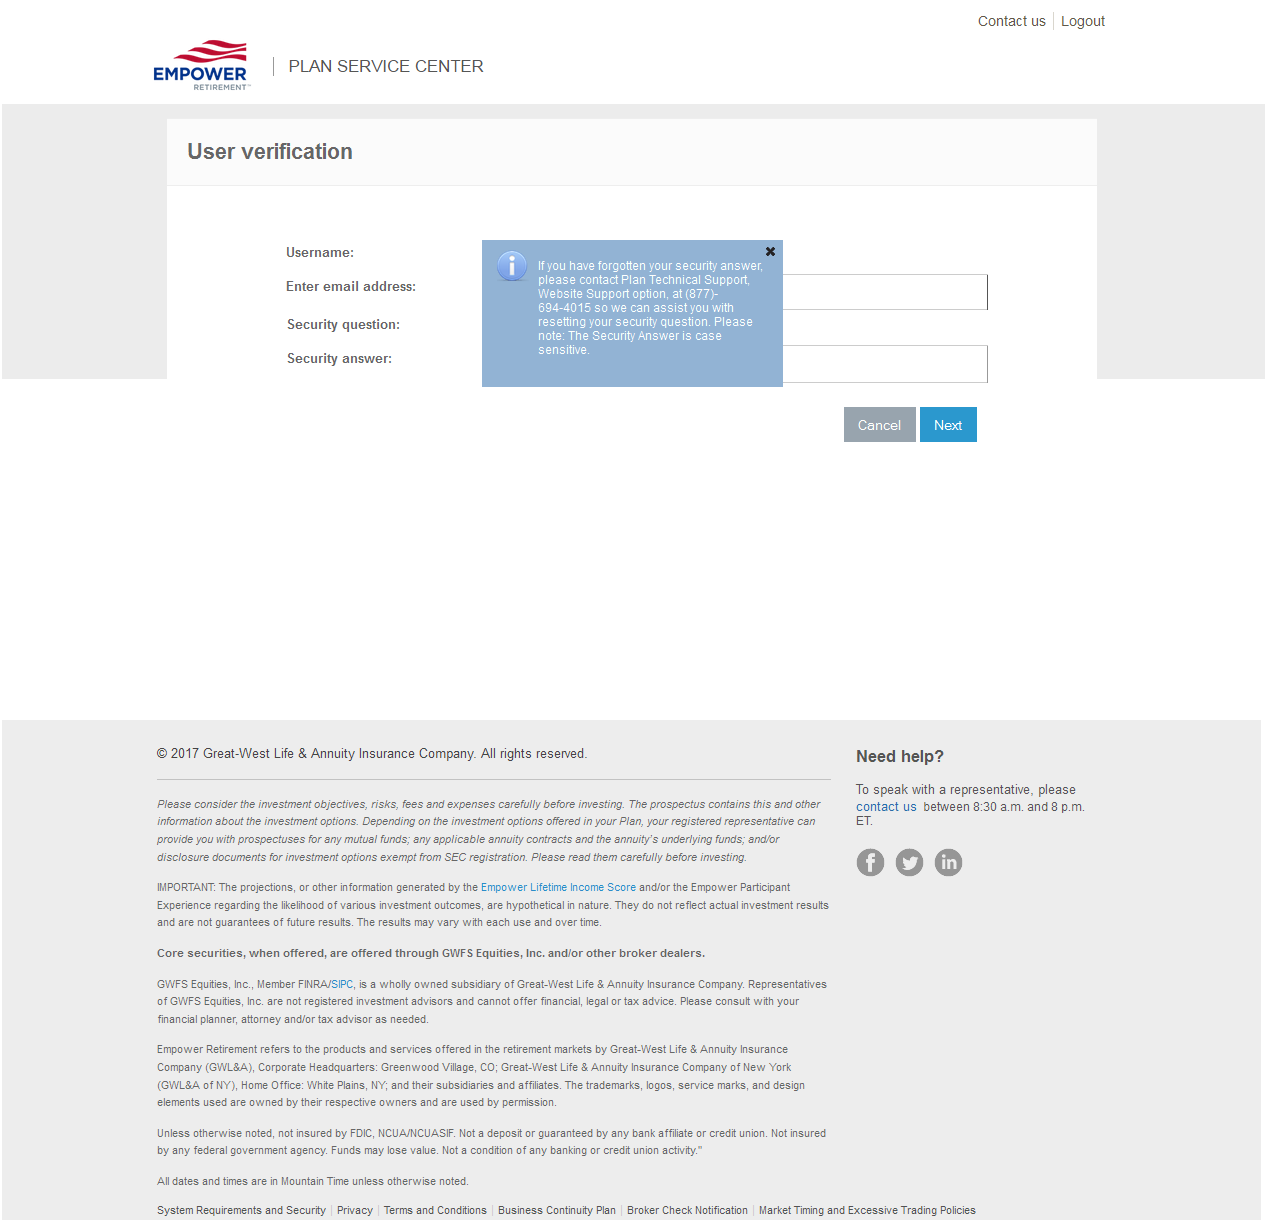 Contact us | Logout
EMPOWER
RETIREMENT™
PLAN SERVICE CENTER
User verification
Username:
Enter email address:
Security question:
Security answer:
If you have forgotten your security answer,
please contact Plan Technical Support,
Website Support option, at (877)-
694-4015 so we can assist you with
resetting your security question. Please
note: The Security Answer is case
sensitive.
Cancel Next
© 2017 Great-West Life & Annuity Insurance Company. All rights reserved.
Please consider the investment objectives, risks, fees and expenses carefully before investing. The prospectus contains this and other
information about the investment options. Depending on the investment options offered in your Plan, your registered representative can
provide you with prospectuses for any mutual funds; any applicable annuity contracts and the annuity's underlying funds; and/or
disclosure documents for investment options exempt from SEC registration. Please read them carefully before investing.
IMPORTANT: The projections, or other information generated by the Empower Lifetime Income Score and/or the Empower Participant
Experience regarding the likelihood of various investment outcomes, are hypothetical in nature. They do not reflect actual investment results
and are not guarantees of future results. The results may vary with each use and over time.
Core securities, when offered, are offered through GWFS Equities, Inc. and/or other broker dealers.
GWFS Equities, Inc., Member FINRA/SIPC, is a wholly owned subsidiary of Great-West Life & Annuity Insurance Company. Representatives
of GWFS Equities, Inc. are not registered investment advisors and cannot offer financial, legal or tax advice. Please consult with your
financial planner, attorney and/or tax advisor as needed.
Empower Retirement refers to the products and services offered in the retirement markets by Great-West Life & Annuity Insurance
Company (GWL&A), Corporate Headquarters: Greenwood Village, CO; Great-West Life & Annuity Insurance Company of New York
(GWL&A of NY), Home Office: White Plains, NY; and their subsidiaries and affiliates. The trademarks, logos, service marks, and design
elements used are owned by their respective owners and are used by permission.
Unless otherwise noted, not insured by FDIC, NCUA/NCUASIF. Not a deposit or guaranteed by any bank affiliate or credit union. Not insured
by any federal government agency. Funds may lose value. Not a condition of any banking or credit union activity."
All dates and times are in Mountain Time unless otherwise noted.
System Requirements and Security | Privacy | Terms and Conditions | Business Continuity Plan | Broker Check Notification | Market Timing and Excessive Trading Policies
Need help?
To speak with a representative, please
contact us between 8:30 a.m. and 8 p.m.
ET.